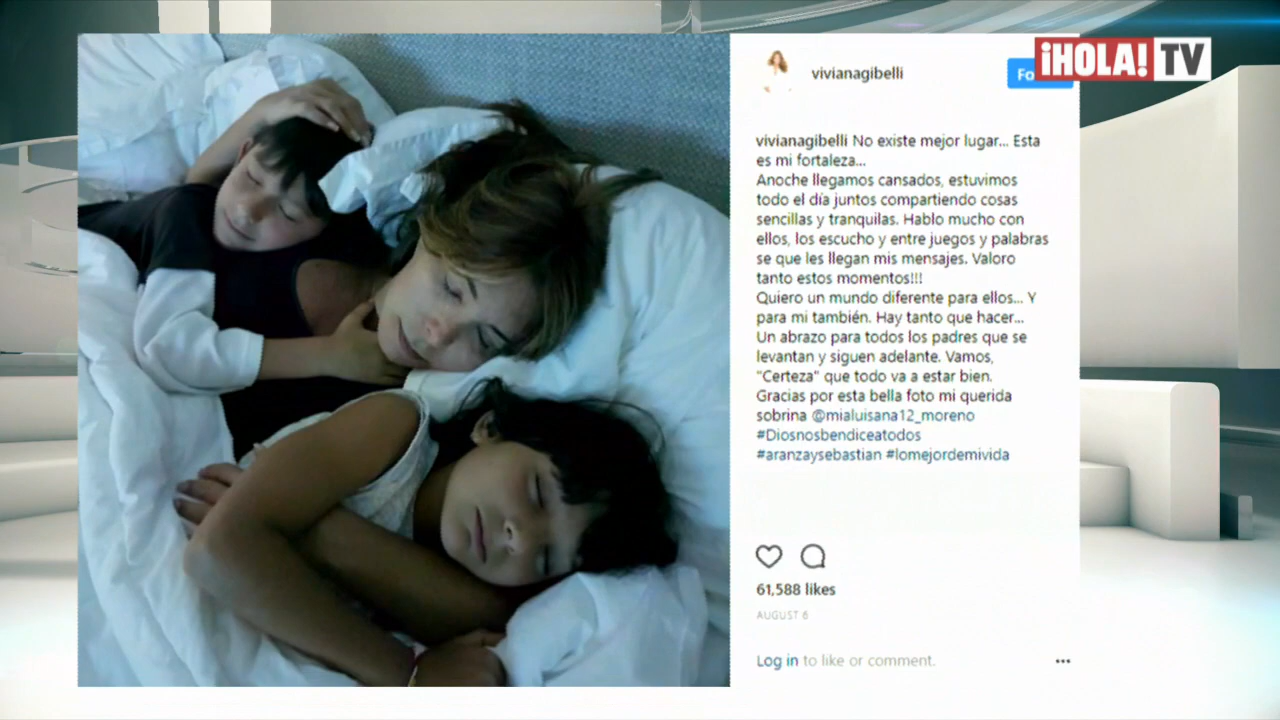 ¡HOLA! TV
vivianagibelli
Fo
vivianagibelli No existe mejor lugar... Esta
es mi fortaleza...
Anoche llegamos cansados, estuvimos
todo el día juntos compartiendo cosas
sencillas y tranquilas. Hablo mucho con
ellos, los escucho y entre juegos y palabras
se que les llegan mis mensajes. Valoro
tanto estos momentos!!!
Quiero un mundo diferente para ellos... Y
para mi también. Hay tanto que hacer...
Un abrazo para todos los padres que se
levantan y siguen adelante. Vamos,
"Certeza" que todo va a estar bien.
Gracias por esta bella foto mi querida
sobrina @mialuisana12_moreno
#Diosnosbendiceatodos
#aranzaysebastian #lomejordemivida
61,588 likes
AUGUST 6
Log in to like or comment.